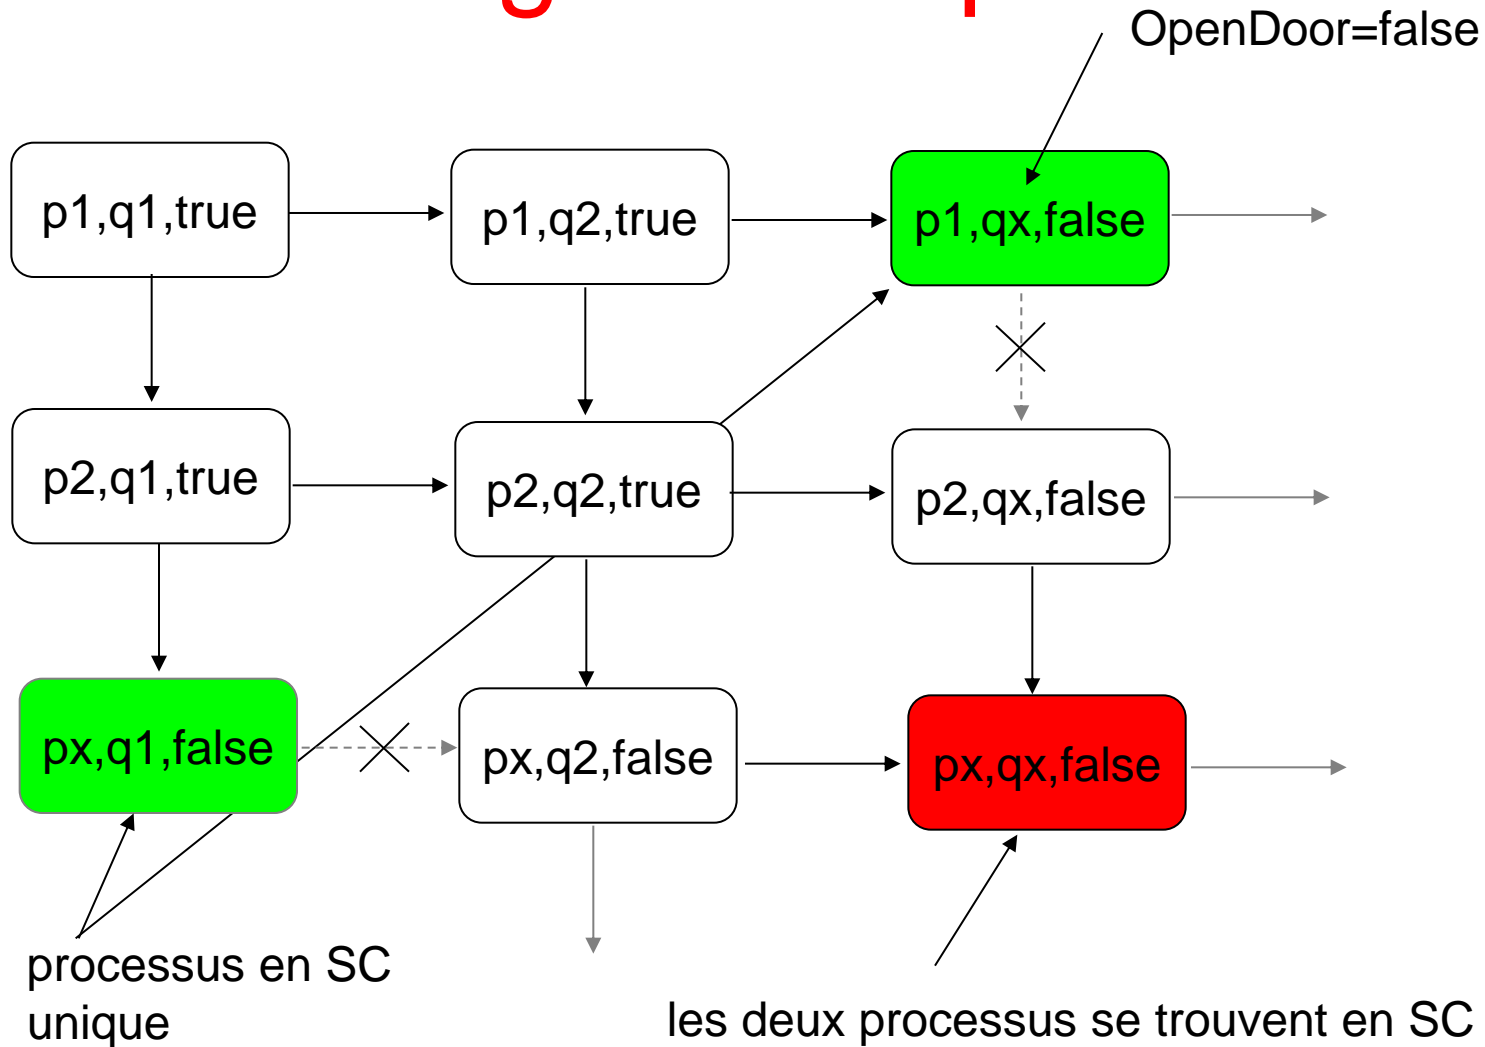 OpenDoor=false
p1,q1,true
p1,q2,true
p1,qx,false
p2,q1,true
p2,q2,true
p2,qx,false
px,q1,false
px,q2,false
px,qx,false
processus en SC
unique
les deux processus se trouvent en SC